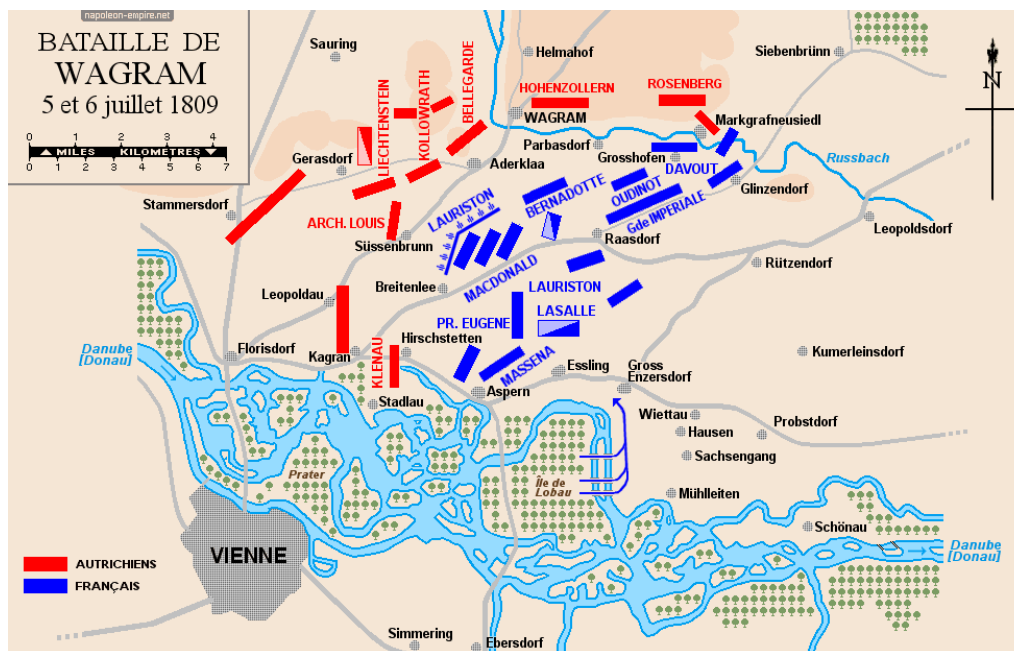 napoleon-empire.net
BATAILLE DE
WAGRAM
5 et 6 juillet 1809
0 1 2 3 4
MILES KILOMÈTRES
0 1 2 3 4 5 6 7
Sauring
Helmahof
Siebenbrünn
N
LIECHTENSTEIN
KOLLOWRATH
BELLEGARDE
HOHENZOLLERN
ROSENBERG
WAGRAM
Markgrafneusiedl
Parbasdorf
Gerasdorf
Aderklaa
Grosshofen
DAVOUT
Russbach
Glinzendorf
Stammersdorf
ARCH. LOUIS
LAURISTON
BERNADOTTE
OUDINOT
Gde IMPERIALE
Leopoldsdorf
Süssenbrunn
Raasdorf
MACDONALD
Rützendorf
Leopoldau
Breitenlee
LAURISTON
PR. EUGENE
LASALLE
Danube
[Donau]
Florisdorf
Kagran
KLENAU
Hirschstetten
MASSENA
Kumerleinsdorf
Essling
Gross
Enzersdorf
Aspern
Stadlau
Wiettau
Probstdorf
Hausen
Sachsengang
Prater
Île de
Lobau
Mühlleiten
Schönau
VIENNE
Danube
[Donau]
AUTRICHIENS
FRANÇAIS
Simmering
Ebersdorf